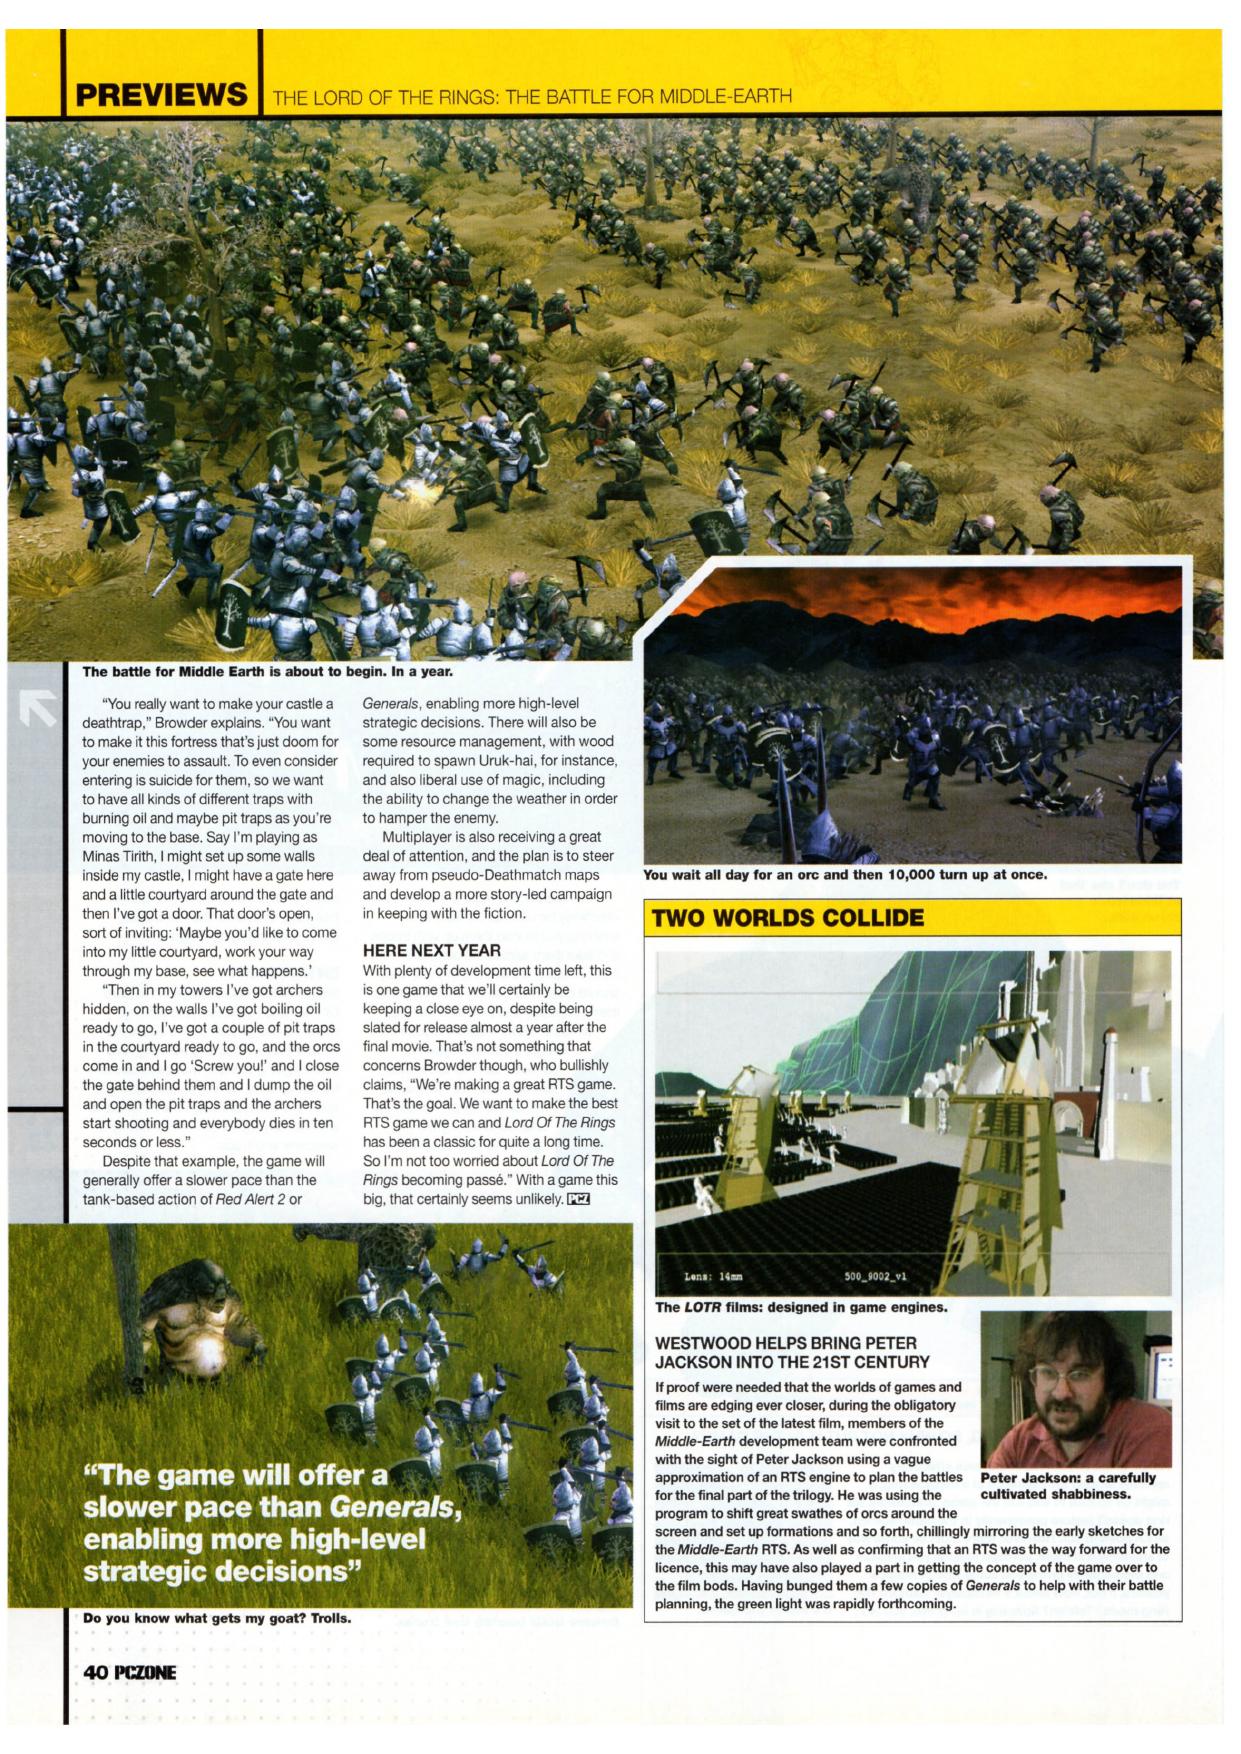 PREVIEWS
THE LORD OF THE RINGS: THE BATTLE FOR MIDDLE-EARTH
The battle for Middle Earth is about to begin. In a year.
"You really want to make your castle a
deathtrap," Browder explains. "You want
to make it this fortress that's just doom for
your enemies to assault. To even consider
entering is suicide for them, so we want
to have all kinds of different traps with
burning oil and maybe pit traps as you're
moving to the base. Say I'm playing as
Minas Tirith, I might set up some walls
inside my castle, I might have a gate here
and a little courtyard around the gate and
then I've got a door. That door's open,
sort of inviting: 'Maybe you'd like to come
into my little courtyard, work your way
through my base, see what happens.'
"Then in my towers I've got archers
hidden, on the walls I've got boiling oil
ready to go, I've got a couple of pit traps
in the courtyard ready to go, and the orcs
come in and I go 'Screw you!' and I close
the gate behind them and I dump the oil
and open the pit traps and the archers
start shooting and everybody dies in ten
seconds or less."
Despite that example, the game will
generally offer a slower pace than the
tank-based action of Red Alert 2 or
Generals, enabling more high-level
strategic decisions. There will also be
some resource management, with wood
required to spawn Uruk-hai, for instance,
and also liberal use of magic, including
the ability to change the weather in order
to hamper the enemy.
Multiplayer is also receiving a great
deal of attention, and the plan is to steer
away from pseudo-Deathmatch maps
and develop a more story-led campaign
in keeping with the fiction.
HERE NEXT YEAR
With plenty of development time left, this
is one game that we'll certainly be
keeping a close eye on, despite being
slated for release almost a year after the
final movie. That's not something that
concerns Browder though, who bullishly
claims, "We're making a great RTS game.
That's the goal. We want to make the best
RTS game we can and Lord Of The Rings
has been a classic for quite a long time.
So I'm not too worried about Lord Of The
Rings becoming passé." With a game this
big, that certainly seems unlikely. PCZ
You wait all day for an orc and then 10,000 turn up at once.
TWO WORLDS COLLIDE
Lens: 14mm
500_9002_v1
The LOTR films: designed in game engines.
WESTWOOD HELPS BRING PETER
JACKSON INTO THE 21ST CENTURY
If proof were needed that the worlds of games and
films are edging ever closer, during the obligatory
visit to the set of the latest film, members of the
Middle-Earth development team were confronted
with the sight of Peter Jackson using a vague
approximation of an RTS engine to plan the battles
for the final part of the trilogy. He was using the
program to shift great swathes of orcs around the
screen and set up formations and so forth, chillingly mirroring the early sketches for
the Middle-Earth RTS. As well as confirming that an RTS was the way forward for the
licence, this may have also played a part in getting the concept of the game over to
the film bods. Having bunged them a few copies of Generals to help with their battle
planning, the green light was rapidly forthcoming.
Peter Jackson: a carefully
cultivated shabbiness.
"The game will offer a
slower pace than Generals,
enabling more high-level
strategic decisions"
Do you know what gets my goat? Trolls.
40 PCZONE